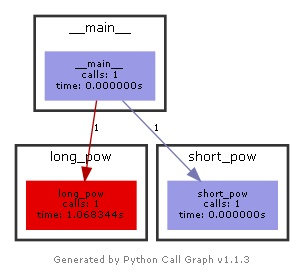 __main__
__main__
calls: 1
time: 0.000000s
1
1
long_pow
short_pow
long_pow
calls: 1
time: 1.068344s
short_pow
calls: 1
time: 0.000000s
Generated by Python Call Graph v1.1.3